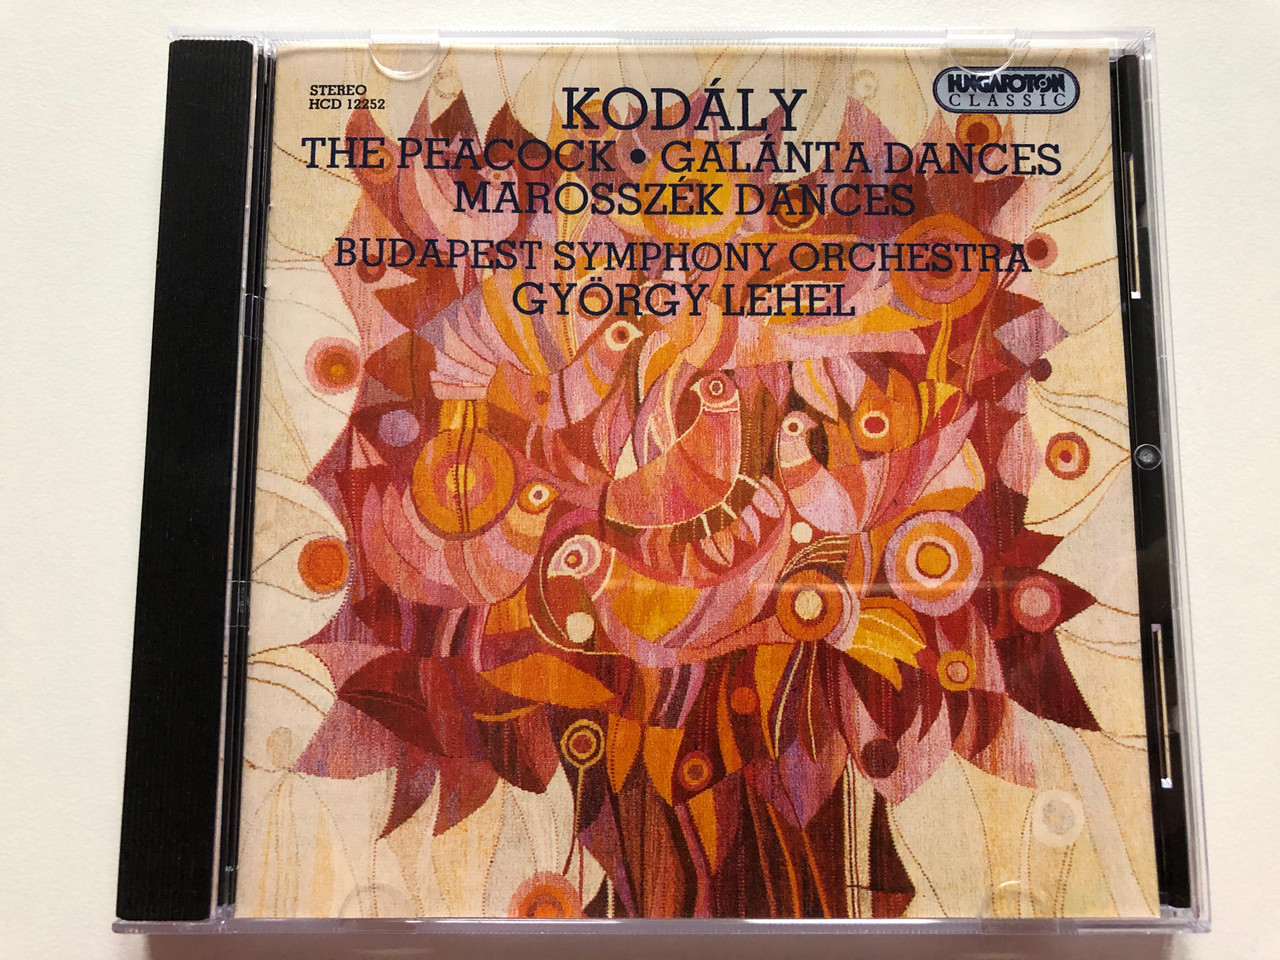 STEREO
HCD 12252
HUNGAROTON
CLASSIC
KODÁLY
THE PEACOCK • GALÁNTA DANCES
MAROSSZÉK DANCES
BUDAPEST SYMPHONY ORCHESTRA
GYÖRGY LEHEL